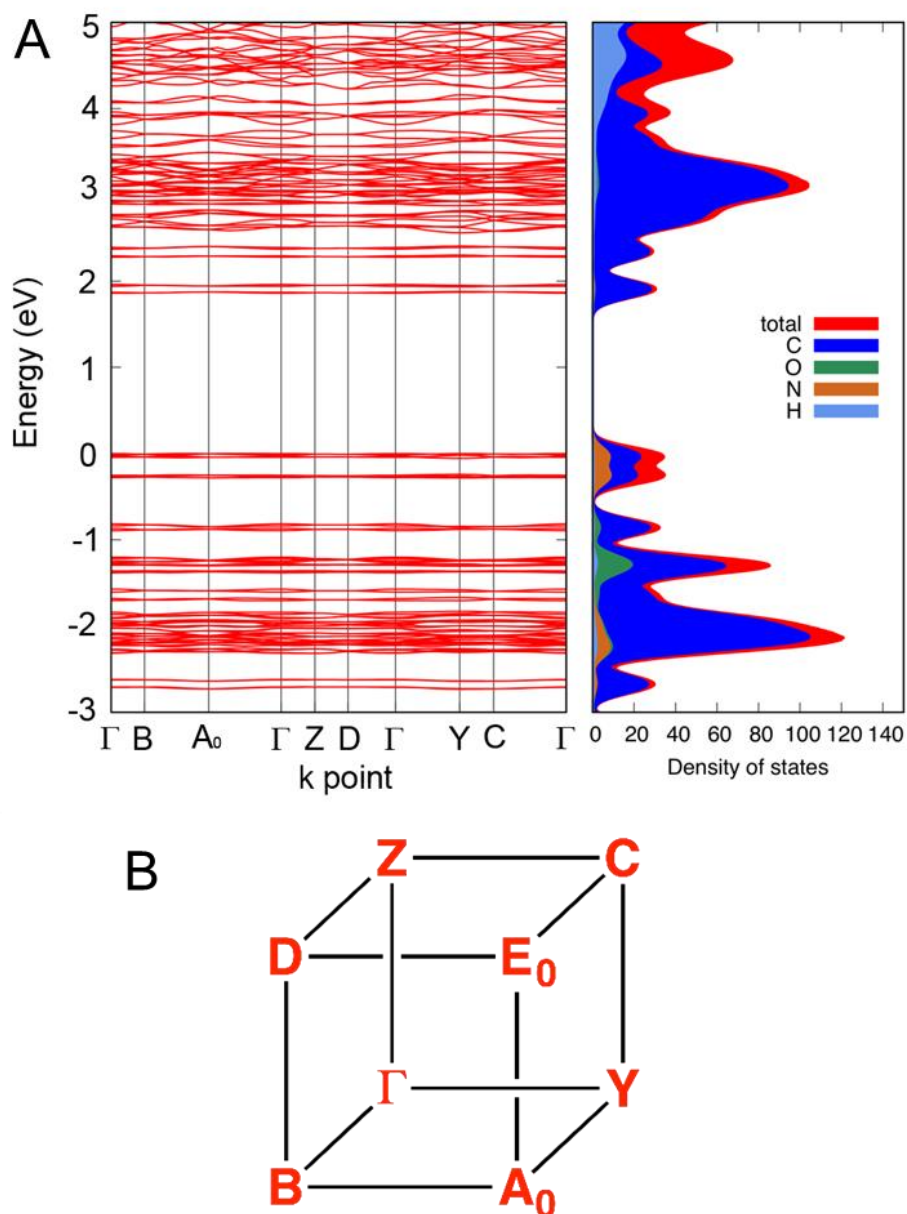 A
Energy (eV)
5
4
3
2
1
0
-1
-2
-3
Γ B A₀ Γ Z D Γ Y C Γ
k point
total
C
O
N
H
0 20 40 60 80 100 120 140
Density of states
B
Z C
D E₀
Γ Y
B A₀